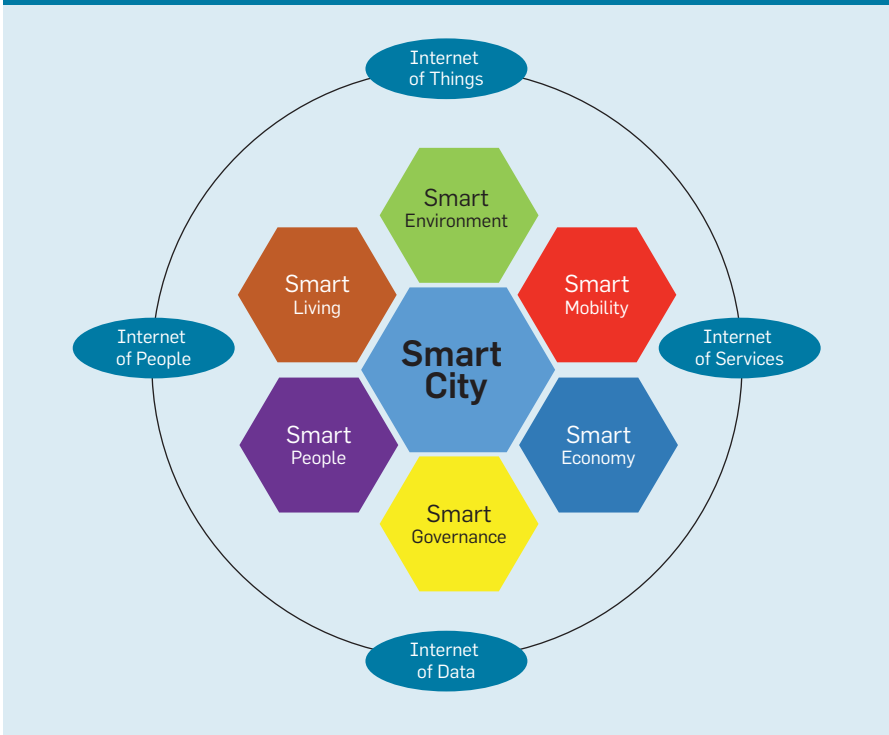 Internet
of Things
Smart
Environment
Smart
Living
Smart
Mobility
Internet
of People
Smart
City
Internet
of Services
Smart
People
Smart
Economy
Smart
Governance
Internet
of Data